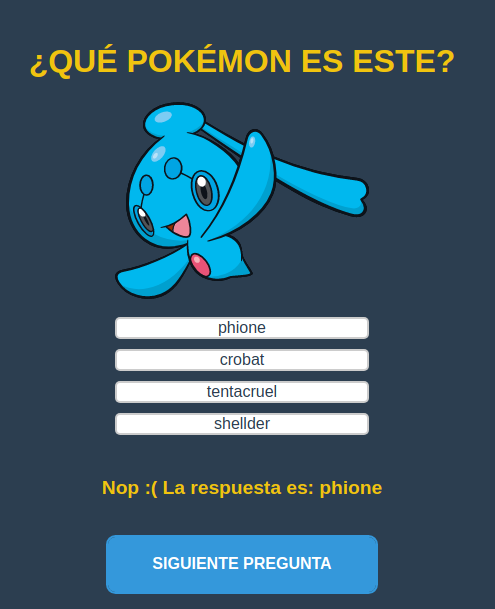 ¿QUÉ POKÉMON ES ESTE?
phione
crobat
tentacruel
shellder
Nop :( La respuesta es: phione
SIGUIENTE PREGUNTA